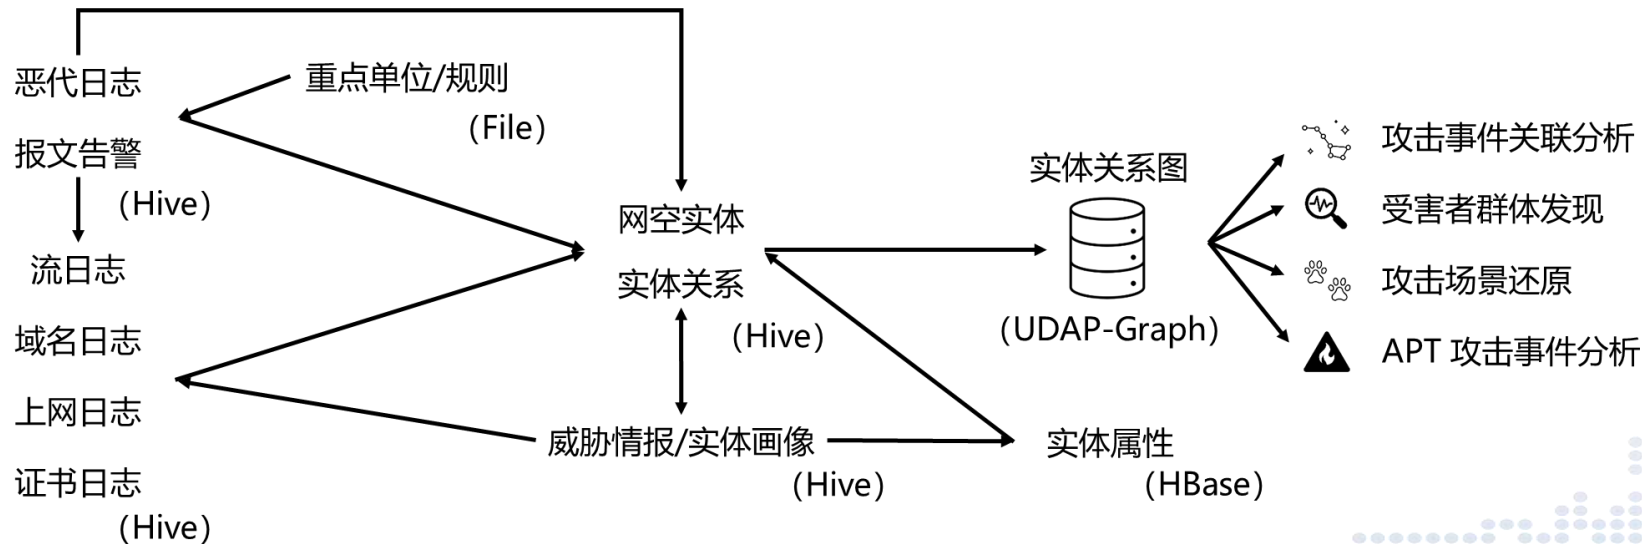 恶代日志
重点单位/规则
(File)
报文告警
(Hive)
流日志
域名日志
上网日志
证书日志
(Hive)
网空实体
实体关系
(Hive)
威胁情报/实体画像
(Hive)
实体属性
(HBase)
实体关系图
(UDAP-Graph)
攻击事件关联分析
受害者群体发现
攻击场景还原
APT 攻击事件分析